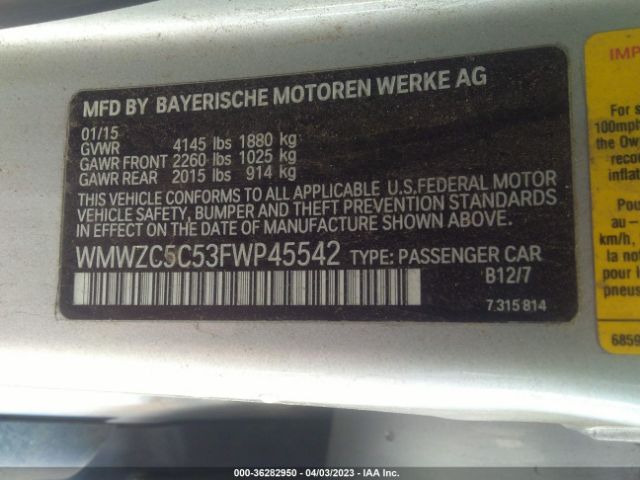 MFD BY BAYERISCHE MOTOREN WERKE AG
01/15
GVWR 4145 lbs 1880 kg
GAWR FRONT 2260 lbs 1025 kg
GAWR REAR 2015 lbs 914 kg
THIS VEHICLE CONFORMS TO ALL APPLICABLE U.S.FEDERAL MOTOR
VEHICLE SAFETY, BUMPER AND THEFT PREVENTION STANDARDS
IN EFFECT ON THE DATE OF MANUFACTURE SHOWN ABOVE.
WMWZC5C53FWP45542 TYPE: PASSENGER CAR
B12/7
7.315 814
IMP
For s
100mph
the Ow
recor
inflat
Pou
au –
km/h,
la not
pour l
pneus
6859
000-36282950 - 04/03/2023 - IAA Inc.